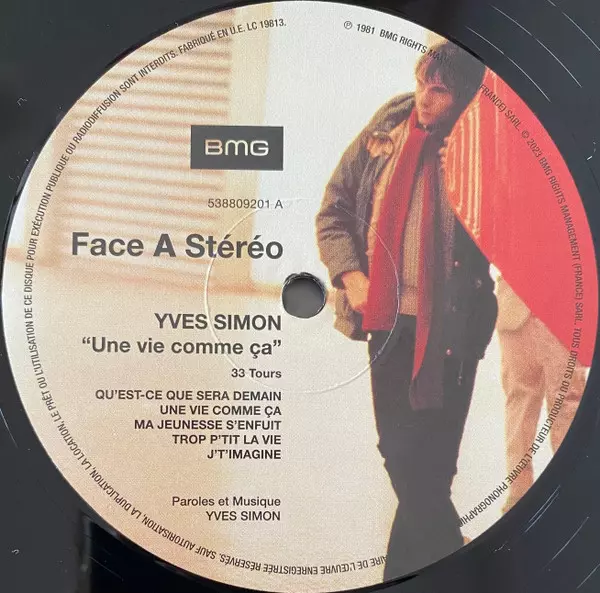 ℗ 1981 BMG RIGHTS MA
(FRANCE) SARL. © 2023 BMG RIGHTS MANAGEMENT (FRANCE) SARL. TOUS DROITS DU PRODUCTEUR DE L'ŒUVRE PHONOGRAPHI
AIRE DE L'ŒUVRE ENREGISTRÉE RÉSERVÉS. SAUF AUTORISATION, LA DUPLICATION, LA LOCATION, LE PRÊT OU L'UTILISATION DE CE DISQUE POUR EXÉCUTION PUBLIQUE OU RADIODIFFUSION SONT INTERDITS. FABRIQUÉ EN U.E. LC 19813.
BMG
538809201 A
Face A Stéréo
YVES SIMON
“Une vie comme ça”
33 Tours
QU'EST-CE QUE SERA DEMAIN
UNE VIE COMME ÇA
MA JEUNESSE S'ENFUIT
TROP P'TIT LA VIE
J'T'IMAGINE
Paroles et Musique
YVES SIMON